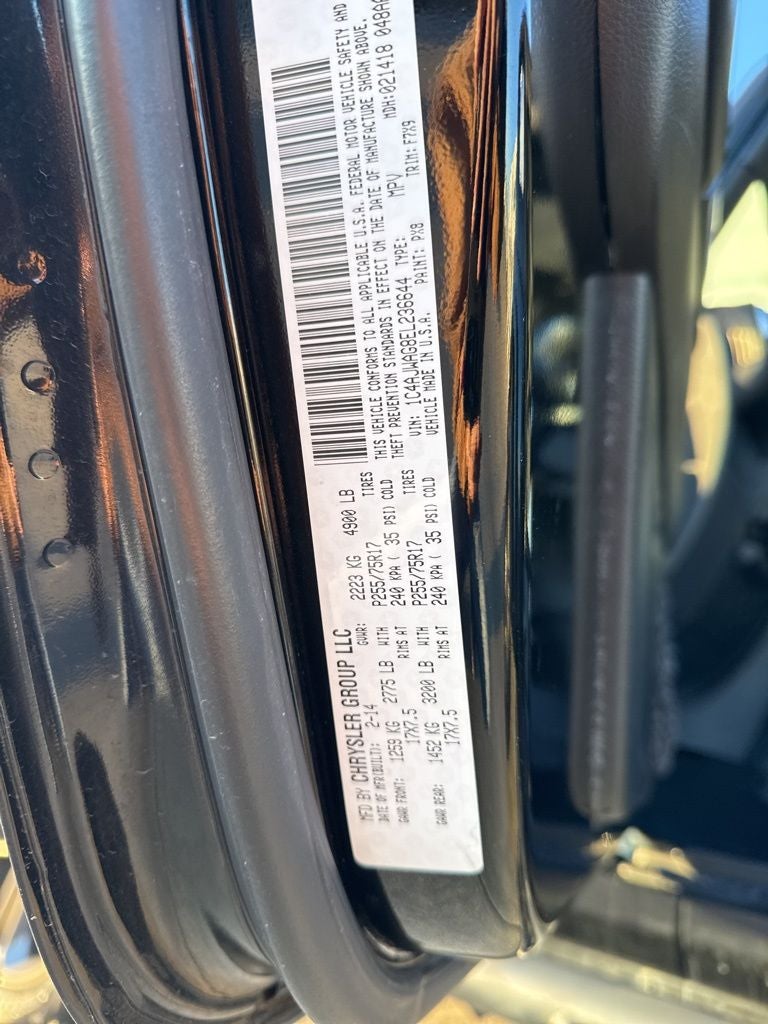 MFD BY CHRYSLER GROUP LLC
DATE OF MFR(BUILT): 2-14 GVWR: 2223 KG 4900 LB
GAWR FRONT: 1259 KG 2775 LB WITH P255/75R17 TIRES
17X7.5 RIMS AT 240 KPA ( 35 PSI) COLD
GAWR REAR: 1452 KG 3200 LB WITH P255/75R17 TIRES
17X7.5 RIMS AT 240 KPA ( 35 PSI) COLD
THIS VEHICLE CONFORMS TO ALL APPLICABLE U.S.A. FEDERAL MOTOR VEHICLE SAFETY AND
THEFT PREVENTION STANDARDS IN EFFECT ON THE DATE OF MANUFACTURE SHOWN ABOVE.
VIN: 1C4AJWAG8EL236644 TYPE: MPV MDH:021418
VEHICLE MADE IN U.S.A. PAINT: PX8 TRIM: F7X9